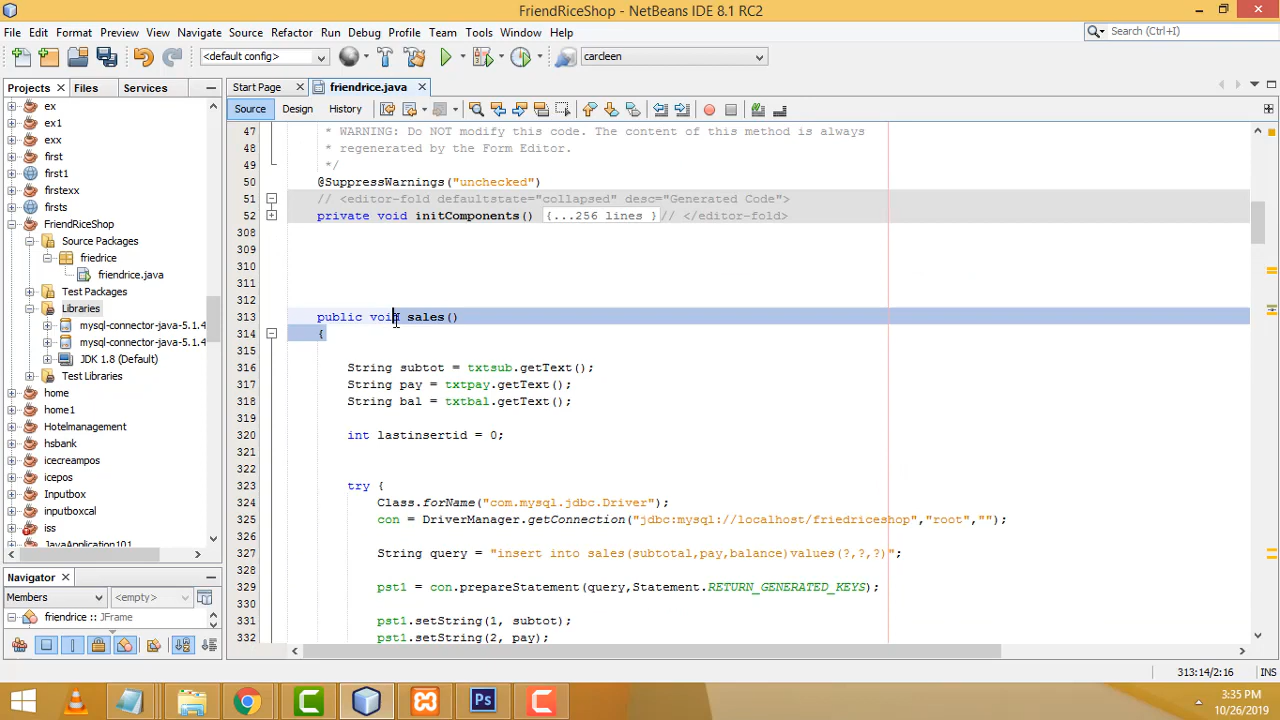 FriendRiceShop - NetBeans IDE 8.1 RC2
File Edit Format Preview View Navigate Source Refactor Run Debug Profile Team Tools Window Help
Search (Ctrl+I)
<default config>
cardeen
Projects Files Services
Start Page friendrice.java
Source Design History
ex
ex1
exx
first
first1
firstexx
firsts
FriendRiceShop
Source Packages
friedrice
friendrice.java
Test Packages
Libraries
mysql-connector-java-5.1.4
mysql-connector-java-5.1.4
JDK 1.8 (Default)
Test Libraries
home
home1
Hotelmanagement
hsbank
icecreampos
icepos
Inputbox
inputboxcal
iss
JavaApplication101
Navigator
Members <empty>
friendrice :: JFrame
47 * WARNING: Do NOT modify this code. The content of this method is always
48 * regenerated by the Form Editor.
49 */
50 @SuppressWarnings("unchecked")
51 // <editor-fold defaultstate="collapsed" desc="Generated Code">
52 private void initComponents() {...256 lines }// </editor-fold>
308
309
310
311
312
313 public void sales()
314 {
315
316 String subtot = txtsub.getText();
317 String pay = txtpay.getText();
318 String bal = txtbal.getText();
319
320 int lastinsertid = 0;
321
322
323 try {
324 Class.forName("com.mysql.jdbc.Driver");
325 con = DriverManager.getConnection("jdbc:mysql://localhost/friedriceshop","root","");
326
327 String query = "insert into sales(subtotal,pay,balance)values(?,?,?)";
328
329 pst1 = con.prepareStatement(query,Statement.RETURN_GENERATED_KEYS);
330
331 pst1.setString(1, subtot);
332 pst1.setString(2, pay);
313:14/2:16 INS
3:35 PM
10/26/2019